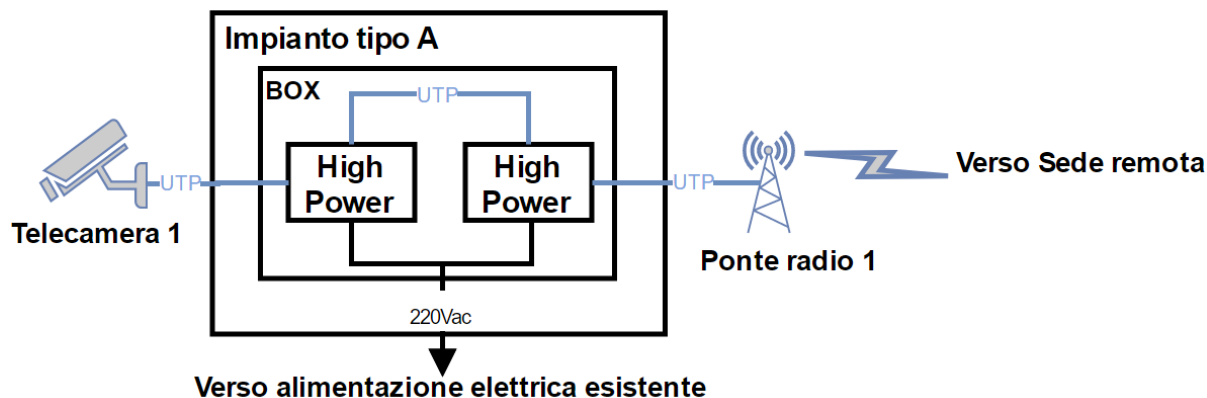 Impianto tipo A
BOX
UTP
High
Power
High
Power
UTP
UTP
Telecamera 1
Verso Sede remota
Ponte radio 1
220Vac
Verso alimentazione elettrica esistente